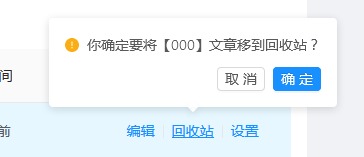 你确定要将【000】文章移到回收站？
取 消 确 定
间
前 编辑 回收站 设置